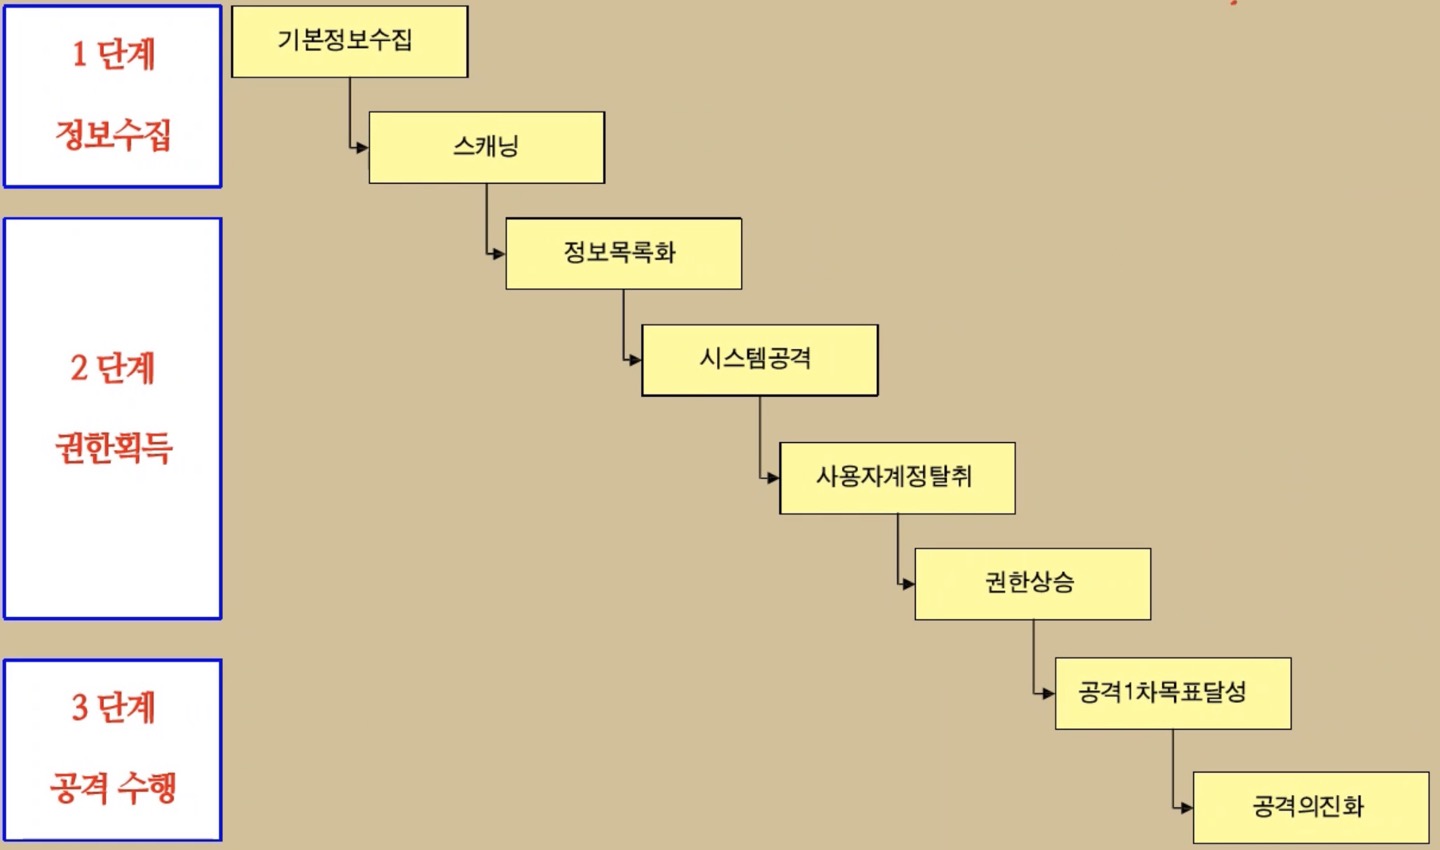 1 단계
정보수집
기본정보수집
스캐닝
2 단계
권한획득
정보목록화
시스템공격
사용자계정탈취
권한상승
3 단계
공격 수행
공격1차목표달성
공격의진화